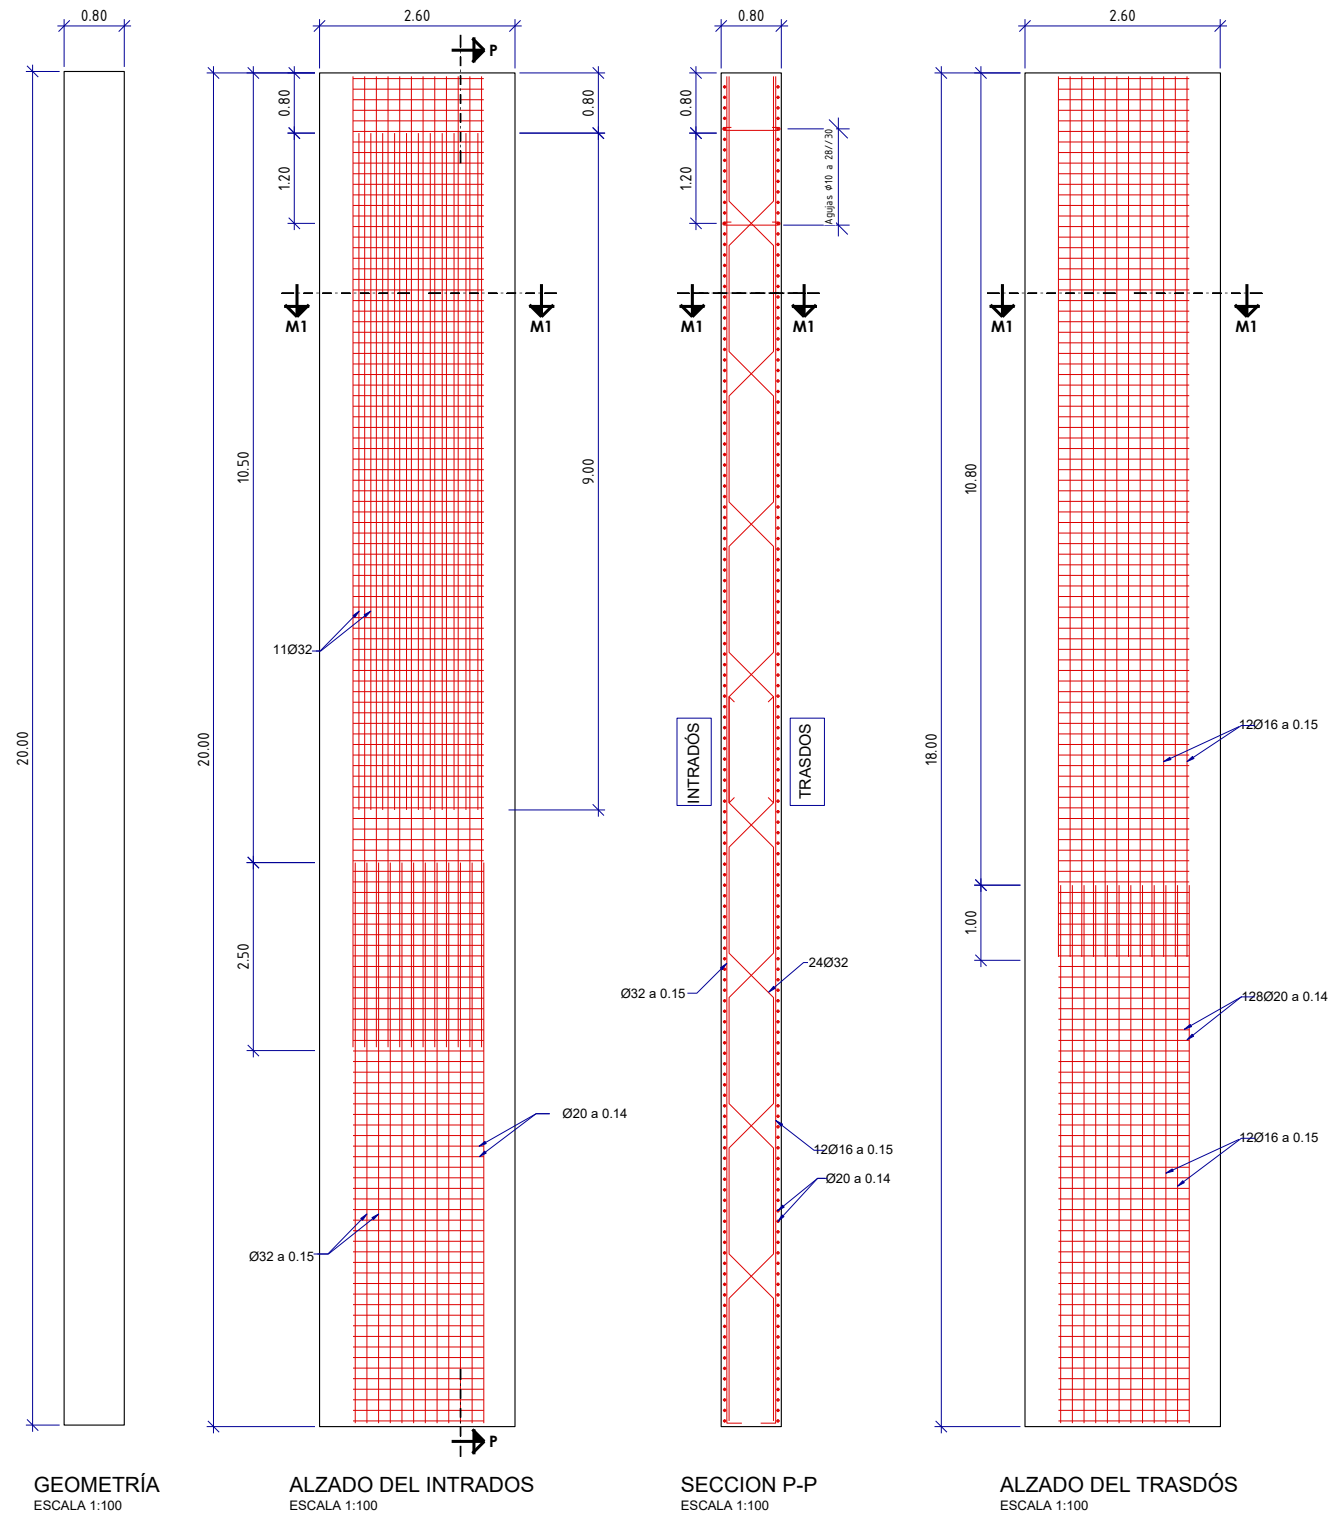 0.80
2.60
0.80
2.60
P
0.80
0.80
0.80
1.20
1.20
Agujas Φ10 a 28//30
M1
M1
M1
M1
M1
M1
10.50
9.00
10.80
11Ø32
INTRADÓS
TRASDOS
12Ø16 a 0.15
20.00
20.00
18.00
1.00
2.50
24Ø32
Ø32 a 0.15
128Ø20 a 0.14
Ø20 a 0.14
12Ø16 a 0.15
12Ø16 a 0.15
Ø20 a 0.14
Ø32 a 0.15
P
GEOMETRÍA
ESCALA 1:100
ALZADO DEL INTRADOS
ESCALA 1:100
SECCION P-P
ESCALA 1:100
ALZADO DEL TRASDÓS
ESCALA 1:100